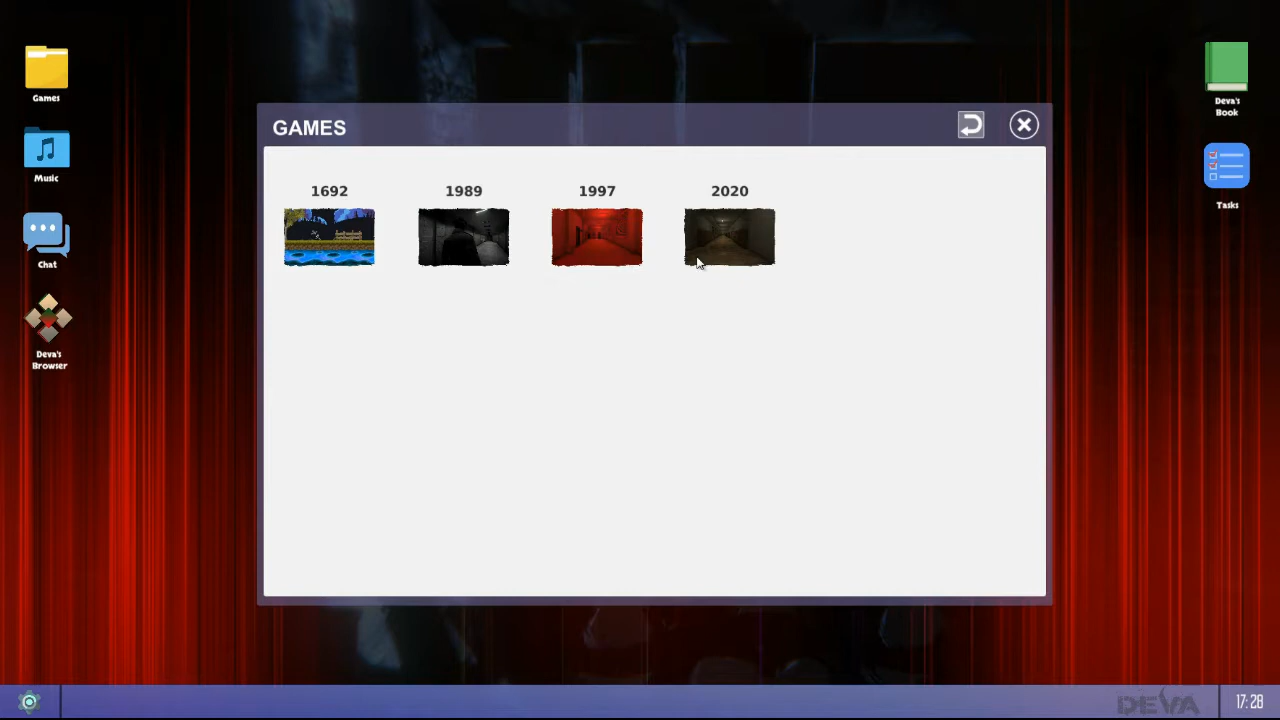 Games
Music
Chat
Deva's
Browser
GAMES
1692 1989 1997 2020
Deva's
Book
Tasks
DEVA
17:28